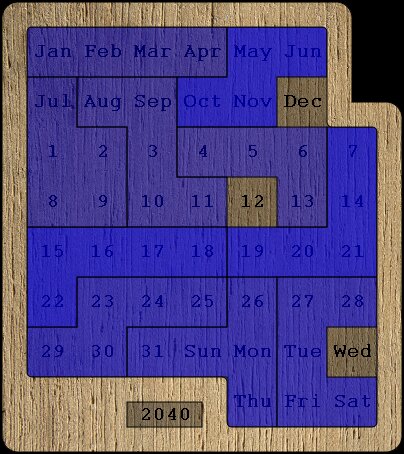 Jan Feb Mar Apr May Jun
Jul Aug Sep Oct Nov Dec
1 2 3 4 5 6 7
8 9 10 11 12 13 14
15 16 17 18 19 20 21
22 23 24 25 26 27 28
29 30 31 Sun Mon Tue Wed
Thu Fri Sat
2040